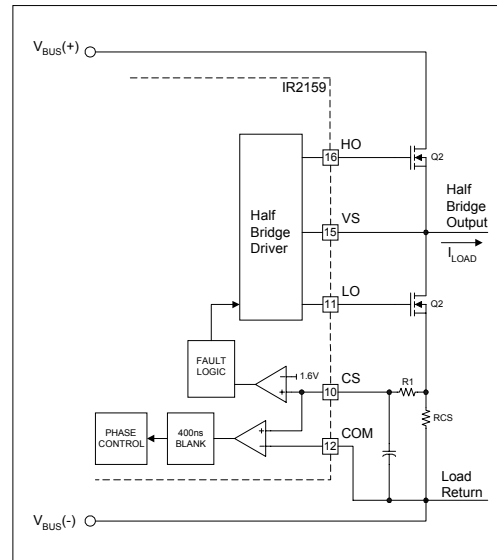 V_BUS(+)
IR2159
HO
16
Q2
Half
Bridge
Driver
VS
15
Half
Bridge
Output
I_LOAD
LO
11
Q2
FAULT
LOGIC
1.6V
CS
10
R1
RCS
PHASE
CONTROL
400ns
BLANK
COM
12
Load
Return
V_BUS(-)